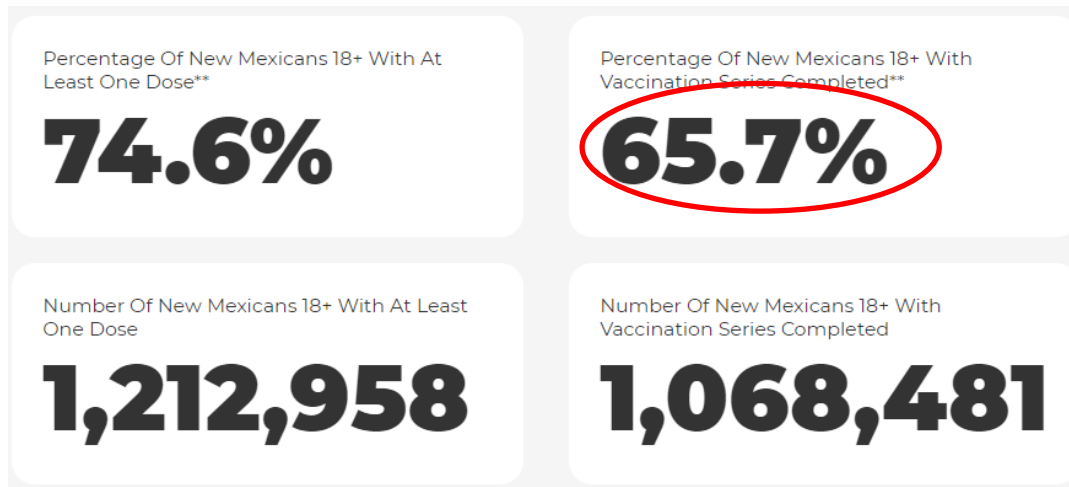 Percentage Of New Mexicans 18+ With At
Least One Dose**
74.6%
Percentage Of New Mexicans 18+ With
Vaccination Series Completed**
65.7%
Number Of New Mexicans 18+ With At Least
One Dose
1,212,958
Number Of New Mexicans 18+ With
Vaccination Series Completed
1,068,481